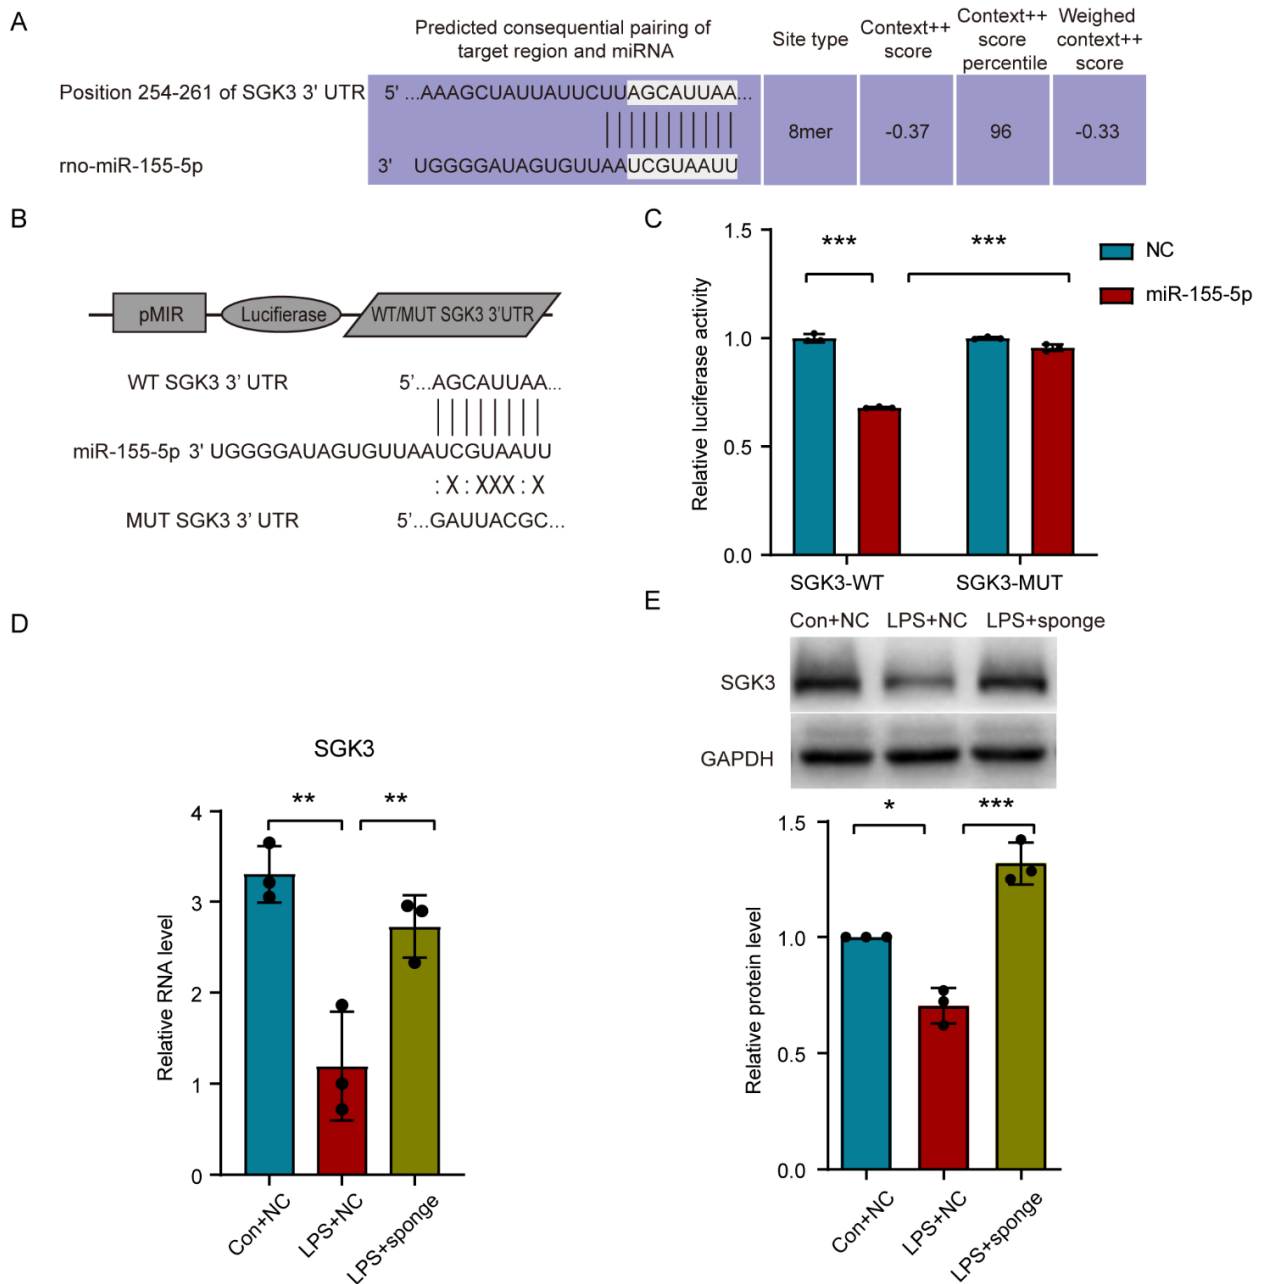 A
Predicted consequential pairing of
target region and miRNA
Site type
Context++
score
Context++
score
percentile
Weighed
context++
score
Position 254-261 of SGK3 3' UTR
5' ...AAAGCUAUUAUUCUUAGCAUUAA...
8mer
-0.37
96
-0.33
rno-miR-155-5p
3' UGGGGAUAGUGUUAAUCGUAAUU
B
pMIR
Lucifierase
WT/MUT SGK3 3'UTR
WT SGK3 3' UTR
5'...AGCAUUAA...
miR-155-5p 3' UGGGGAUAGUGUUAAUCGUAAUU
: X : XXX : X
MUT SGK3 3' UTR
5'...GAUUACGC...
C
Relative luciferase activity
1.5
1.0
0.5
0.0
***
***
NC
miR-155-5p
SGK3-WT
SGK3-MUT
D
SGK3
Relative RNA level
4
3
2
1
0
**
**
Con+NC
LPS+NC
LPS+sponge
E
Con+NC
LPS+NC
LPS+sponge
SGK3
GAPDH
Relative protein level
1.5
1.0
0.5
0.0
*
***
Con+NC
LPS+NC
LPS+sponge